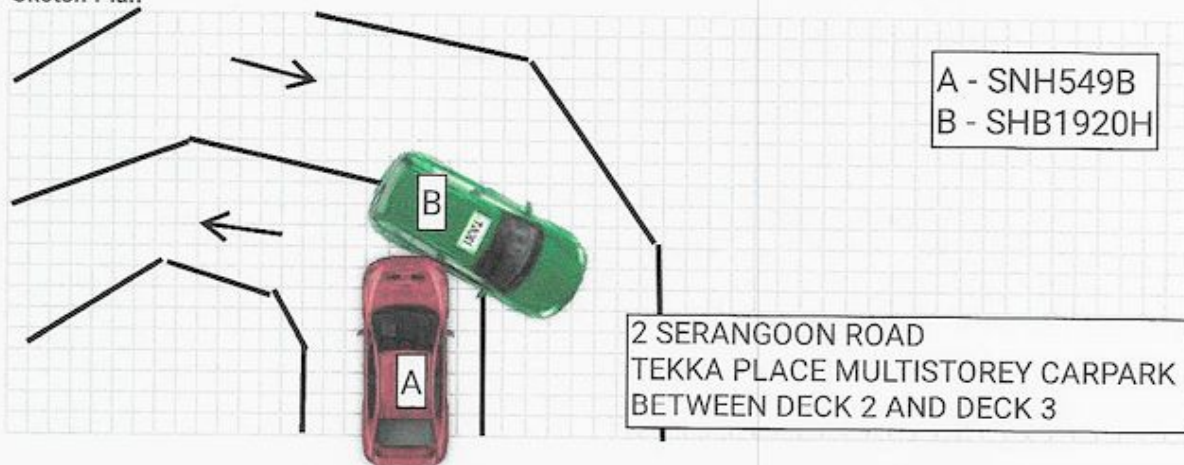 Sketch Plan
A - SNH549B
B - SHB1920H
B
TAXI
A
2 SERANGOON ROAD
TEKKA PLACE MULTISTOREY CARPARK
BETWEEN DECK 2 AND DECK 3